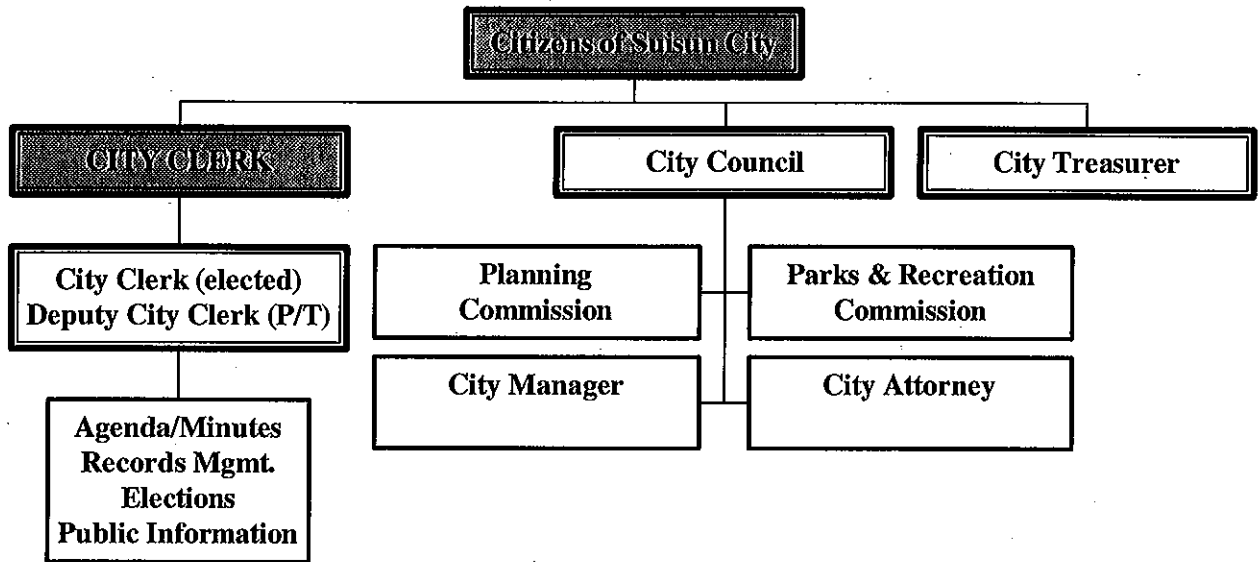 Citizens of Suisun City
CITY CLERK
City Council
City Treasurer
City Clerk (elected)
Deputy City Clerk (P/T)
Planning
Commission
Parks & Recreation
Commission
City Manager
City Attorney
Agenda/Minutes
Records Mgmt.
Elections
Public Information